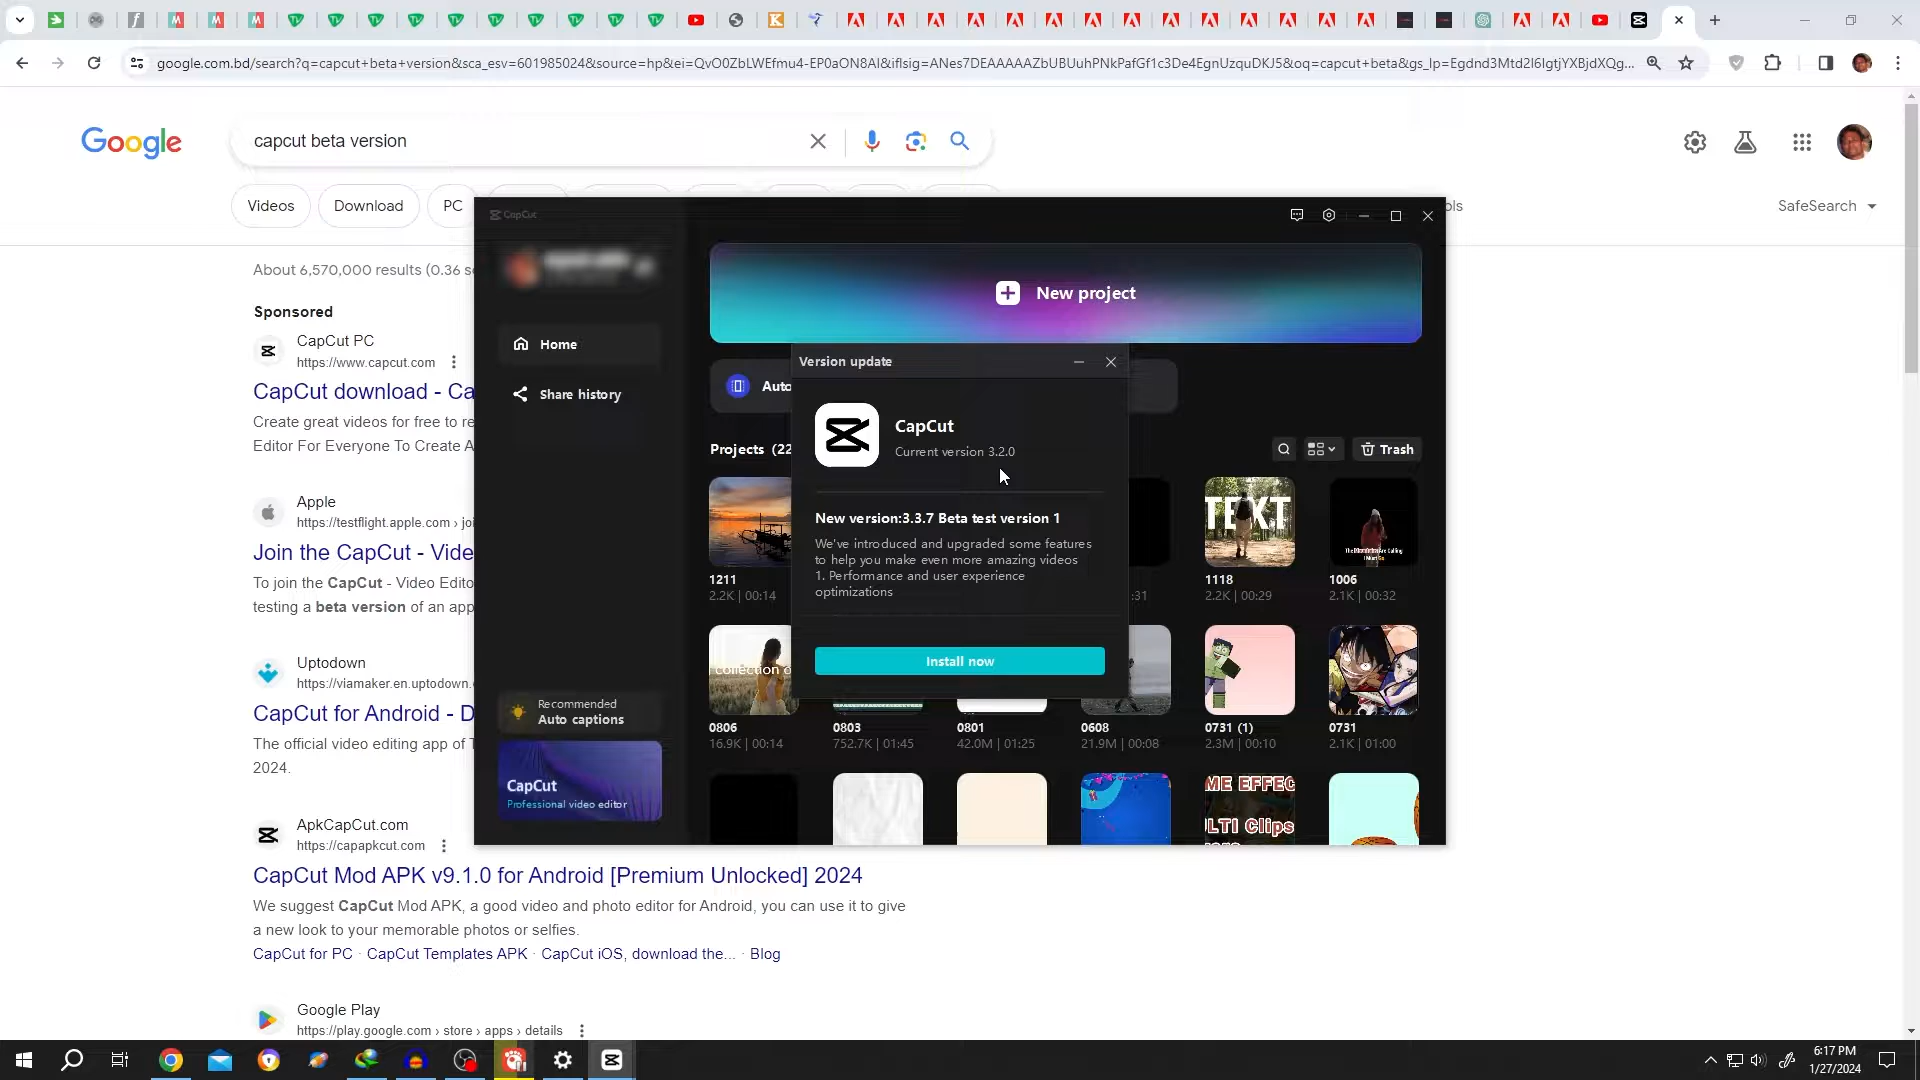 google.com.bd/search?q=capcut+beta+version&sca_esv=601985024&source=hp&ei=QvO0ZbLWEfmu4-EP0aON8AI&iflsig=ANes7DEAAAAAZbUBUuhPNkPafGf1c3De4EgnUzquDKJ5&oq=capcut+beta&gs_lp=Egdnd3Mtd2l6IgtjYXBjdXQg...
Google
capcut beta version
Videos
Download
PC
ols
SafeSearch
About 6,570,000 results (0.36 s
Sponsored
CapCut PC
https://www.capcut.com
CapCut download - Ca
Create great videos for free to re
Editor For Everyone To Create A
Apple
https://testflight.apple.com › joi
Join the CapCut - Vide
To join the CapCut - Video Edito
testing a beta version of an app
Uptodown
https://viamaker.en.uptodown.
CapCut for Android - D
The official video editing app of T
2024.
ApkCapCut.com
https://capapkcut.com
CapCut Mod APK v9.1.0 for Android [Premium Unlocked] 2024
We suggest CapCut Mod APK, a good video and photo editor for Android, you can use it to give
a new look to your memorable photos or selfies.
CapCut for PC · CapCut Templates APK · CapCut iOS, download the... · Blog
Google Play
https://play.google.com › store › apps › details
CapCut
Home
Share history
Recommended
Auto captions
CapCut
Professional video editor
New project
Auto
Projects (22
Trash
1211
2.2K | 00:14
:31
TEXT
1118
2.2K | 00:29
1006
2.1K | 00:32
collection o
0806
16.9K | 00:14
0803
752.7K | 01:45
0801
42.0M | 01:25
0608
21.9M | 00:08
0731 (1)
2.3M | 00:10
0731
2.1K | 01:00
ME EFFEC
LTI Clips
Version update
CapCut
Current version 3.2.0
New version:3.3.7 Beta test version 1
We've introduced and upgraded some features
to help you make even more amazing videos
1. Performance and user experience
optimizations
Install now
6:17 PM
1/27/2024